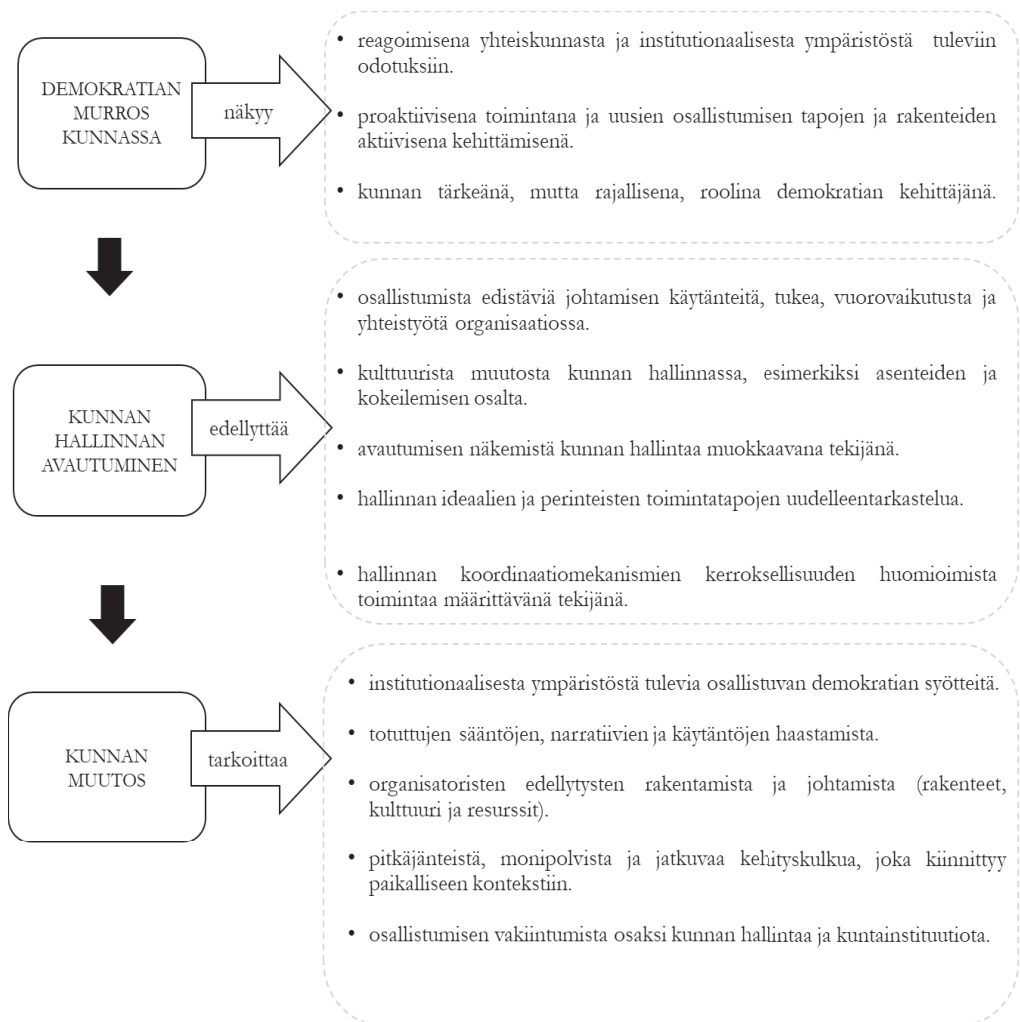 DEMOKRATIAN
MURROS
KUNNASSA
näkyy
• reagoimisena yhteiskunnasta ja institutionaalisesta ympäristöstä tuleviin
odotuksiin.
• proaktiivisena toimintana ja uusien osallistumisen tapojen ja rakenteiden
aktiivisena kehittämisenä.
• kunnan tärkeänä, mutta rajallisena, roolina demokratian kehittäjänä.
KUNNAN
HALLINNAN
AVAUTUMINEN
edellyttää
• osallistumista edistäviä johtamisen käytänteitä, tukea, vuorovaikutusta ja
yhteistyötä organisaatiossa.
• kulttuurista muutosta kunnan hallinnassa, esimerkiksi asenteiden ja
kokeilemisen osalta.
• avautumisen näkemistä kunnan hallintaa muokkaavana tekijänä.
• hallinnan ideaalien ja perinteisten toimintatapojen uudelleentarkastelua.
• hallinnan koordinaatiomekanismien kerroksellisuuden huomioimista
toimintaa määrittävänä tekijänä.
KUNNAN
MUUTOS
tarkoittaa
• institutionaalisesta ympäristöstä tulevia osallistuvan demokratian syötteitä.
• totuttujen sääntöjen, narratiivien ja käytäntöjen haastamista.
• organisatoristen edellytysten rakentamista ja johtamista (rakenteet,
kulttuuri ja resurssit).
• pitkäjänteistä, monipolvista ja jatkuvaa kehityskulkua, joka kiinnittyy
paikalliseen kontekstiin.
• osallistumisen vakiintumista osaksi kunnan hallintaa ja kuntainstituutiota.